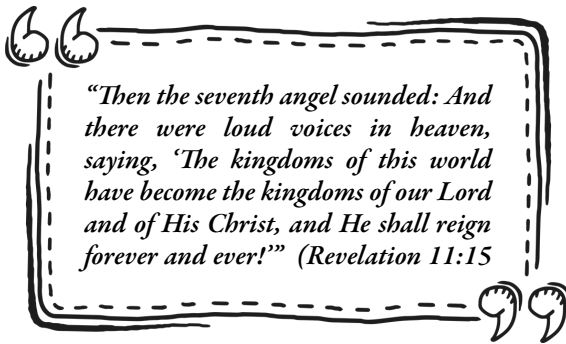 “Then the seventh angel sounded: And
there were loud voices in heaven,
saying, ‘The kingdoms of this world
have become the kingdoms of our Lord
and of His Christ, and He shall reign
forever and ever!’” (Revelation 11:15